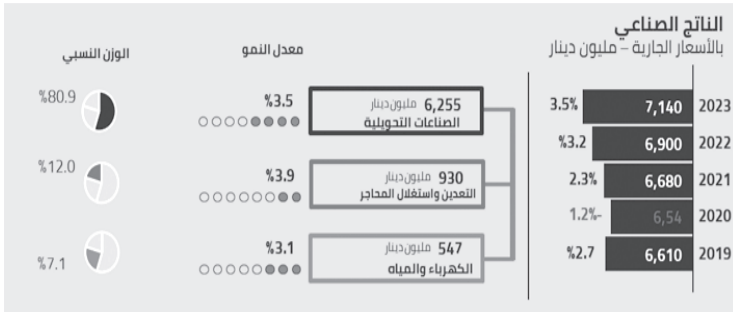 الناتج الصناعي
بالأسعار الجارية – مليون دينار
2023 7,140 3.5%
2022 6,900 %3.2
2021 6,680 2.3%
2020 6,54 1.2%-
2019 6,610 %2.7
معدل النمو
الوزن النسبي
6,255 مليون دينار
الصناعات التحويلية
%3.5
%80.9
930 مليون دينار
التعدين واستغلال المحاجر
%3.9
%12.0
547 مليون دينار
الكهرباء والمياه
%3.1
%7.1